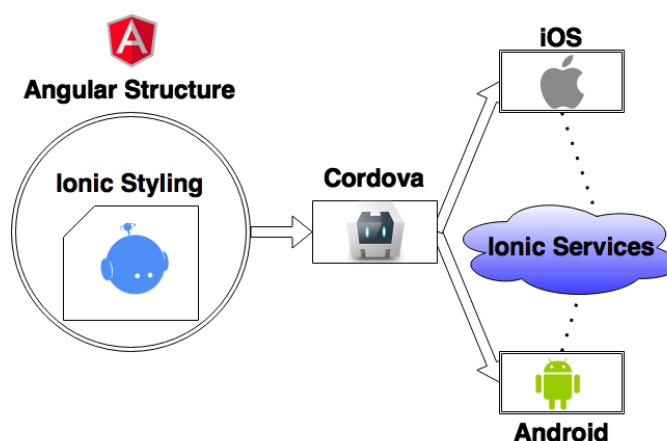 Angular Structure
Ionic Styling
Cordova
iOS
Ionic Services
Android